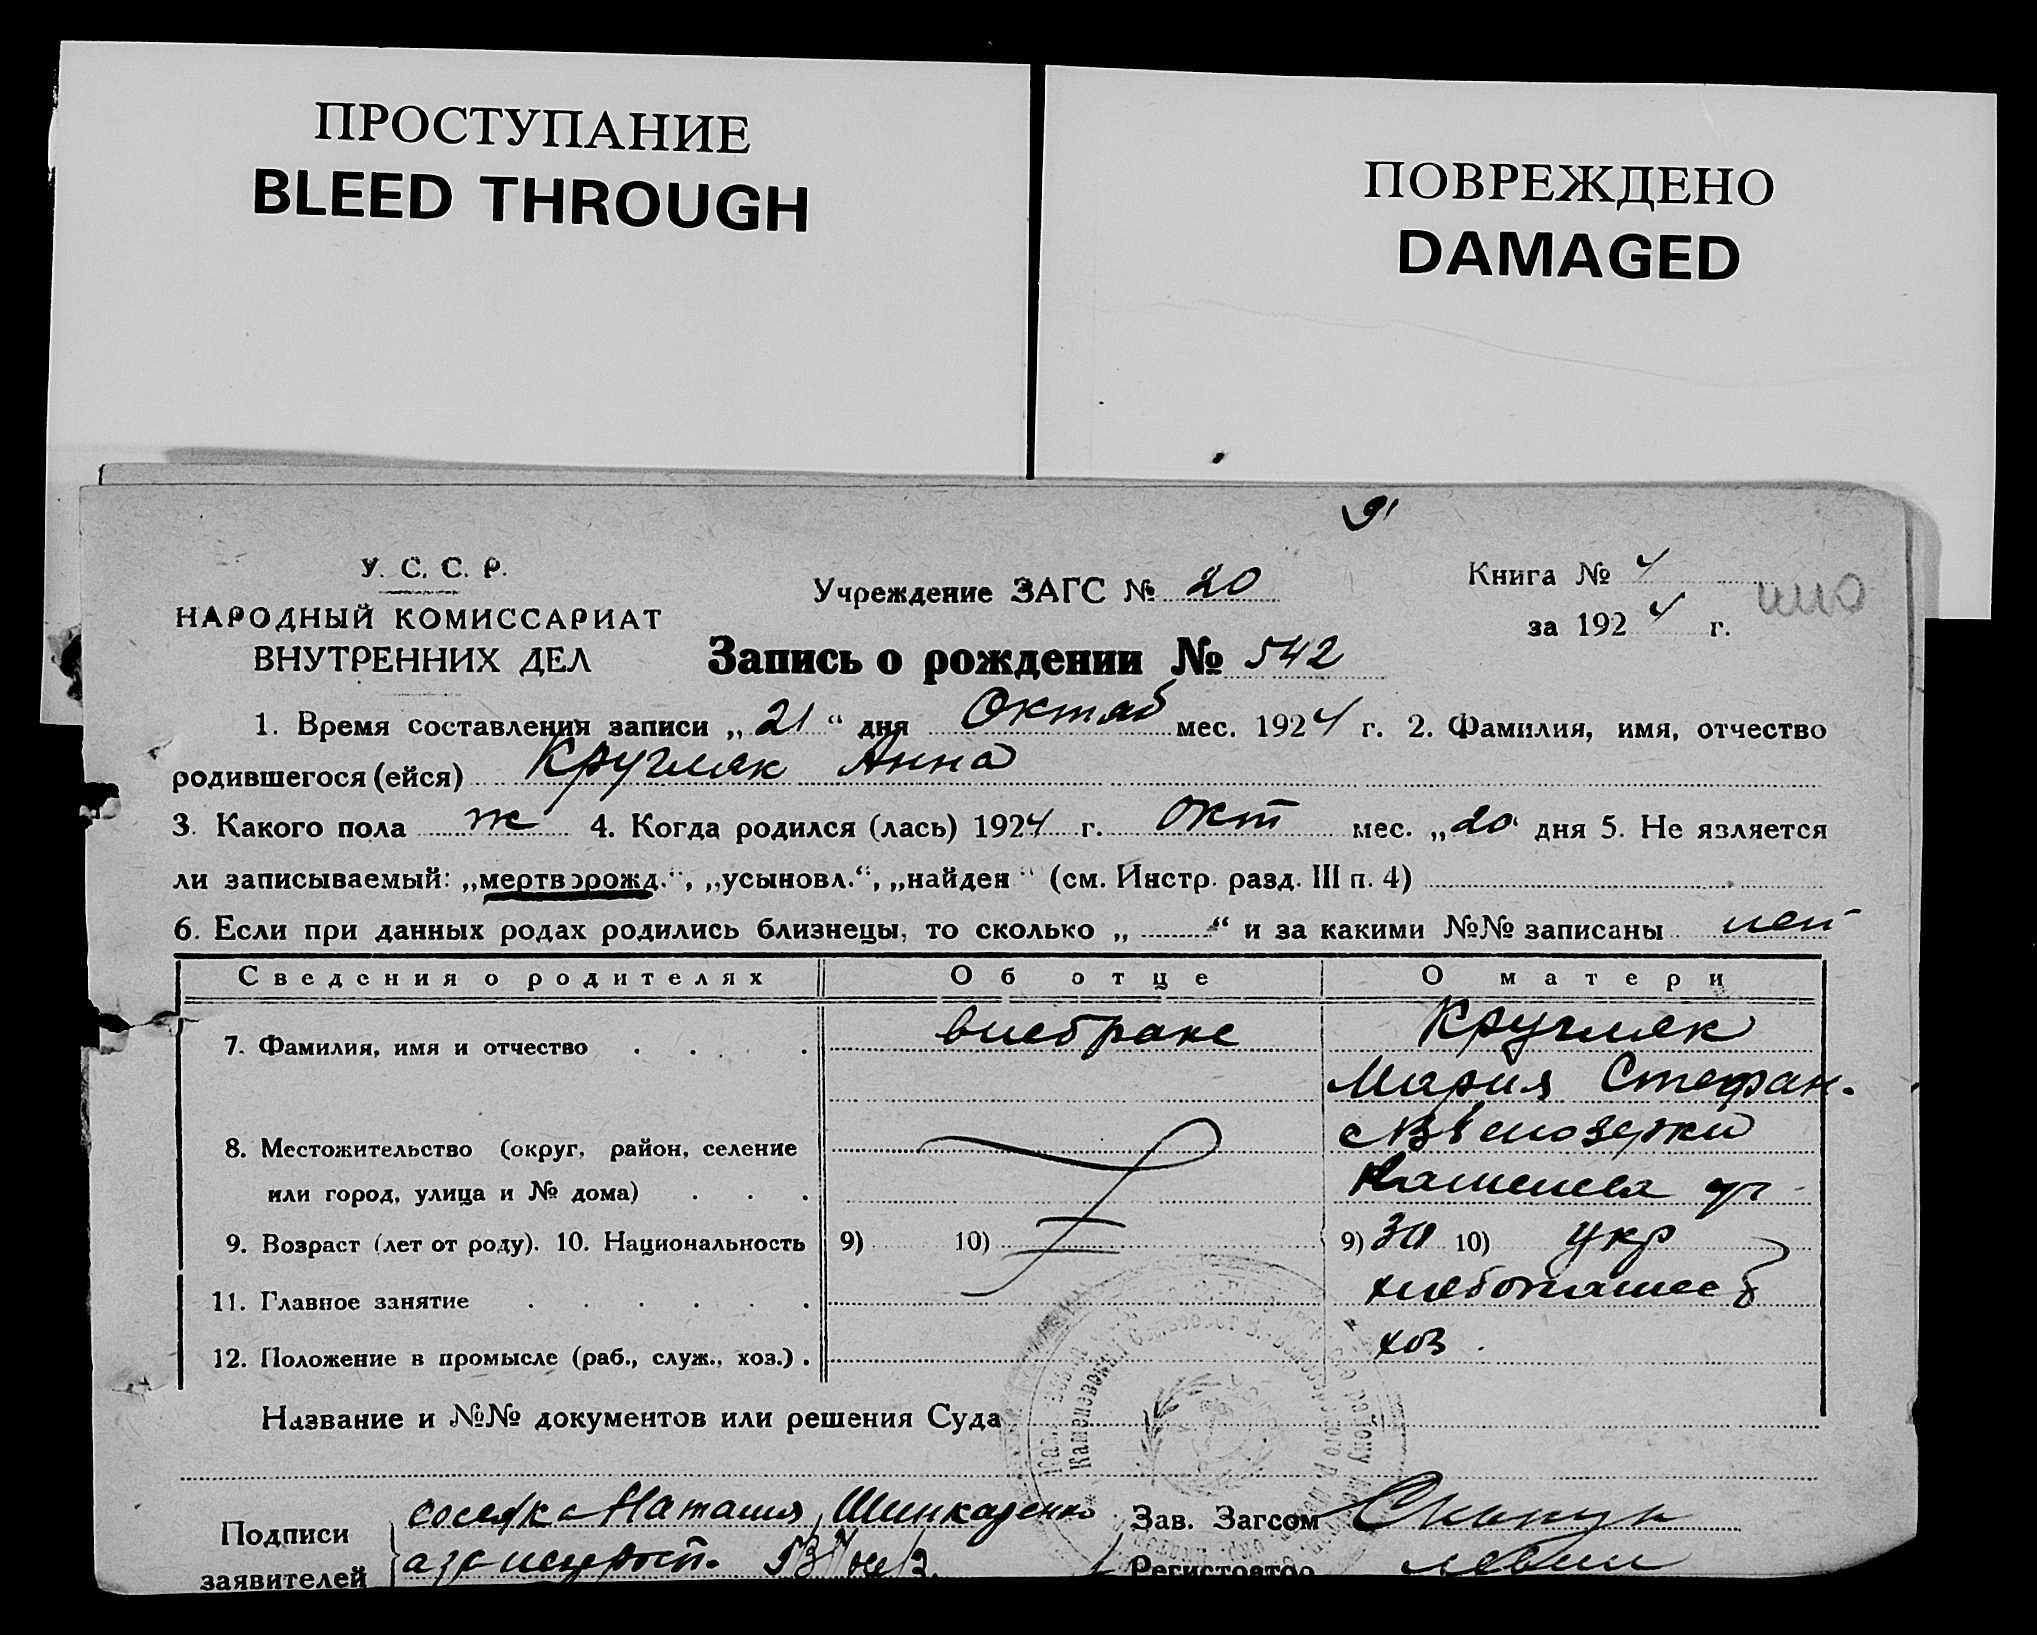 ПРОСТУПАНИЕ
BLEED THROUGH
ПОВРЕЖДЕНО
DAMAGED
91
У. С. С. Р.
НАРОДНЫЙ КОМИССАРИАТ
ВНУТРЕННИХ ДЕЛ
Учреждение ЗАГС № 20
Книга № 4
за 1924 г.
Запись о рождении № 542
1. Время составления записи „21“ дня Октяб мес. 1924 г. 2. Фамилия, имя, отчество
родившегося (ейся) Кругляк Анна
3. Какого пола ж 4. Когда родился (лась) 1924 г. окт мес. „20 дня 5. Не является
ли записываемый: „мертворожд.“, „усыновл.“, „найден“ (см. Инстр. разд. III п. 4)
6. Если при данных родах родились близнецы, то сколько „ “ и за какими №№ записаны нет
Сведения о родителях Об отце О матери
7. Фамилия, имя и отчество . . . . внебране Кругляк
Мария Стефан.
8. Местожительство (округ, район, селение
или город, улица и № дома) . . .
9. Возраст (лет от роду). 10. Национальность 9) 10) 9) 30 10) укр
11. Главное занятие . . . . . .
12. Положение в промысле (раб., служ., хоз.) . хоз .
Название и №№ документов или решения Суда
Подписи соседка Наталия Шинкаренко Зав. Загсом
заявителей Регистратор